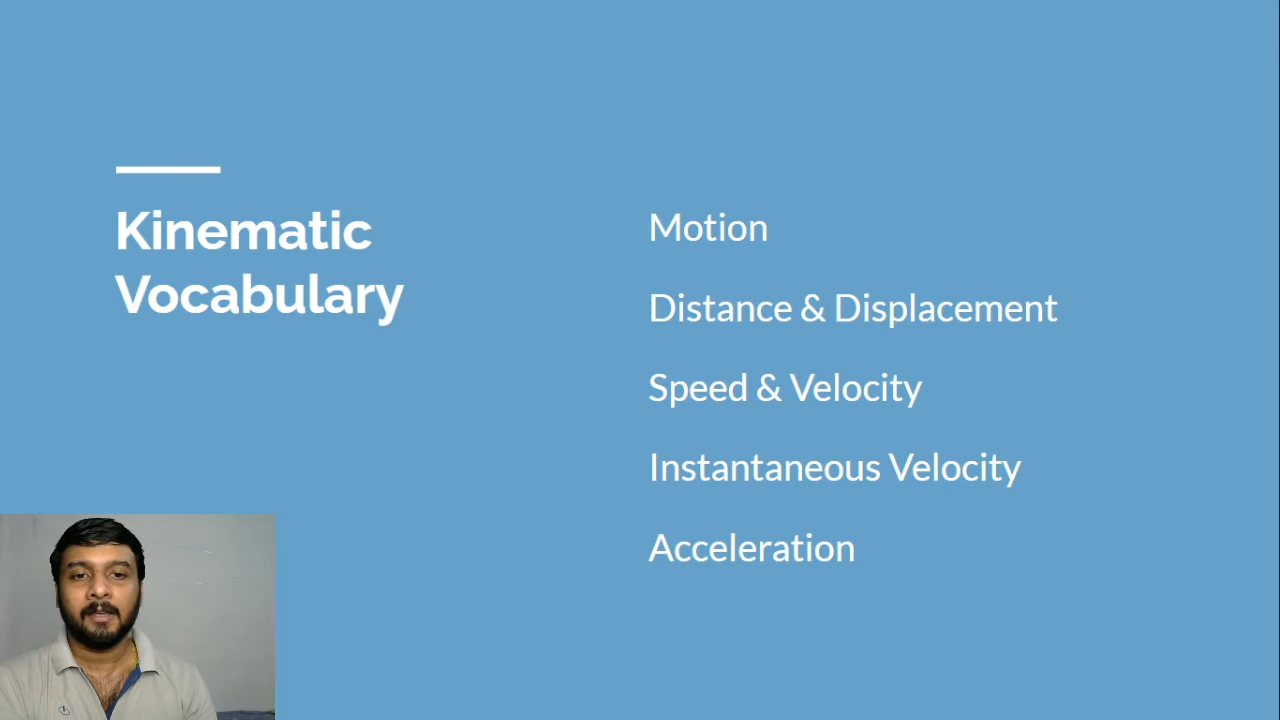 Kinematic
Vocabulary
Motion
Distance & Displacement
Speed & Velocity
Instantaneous Velocity
Acceleration